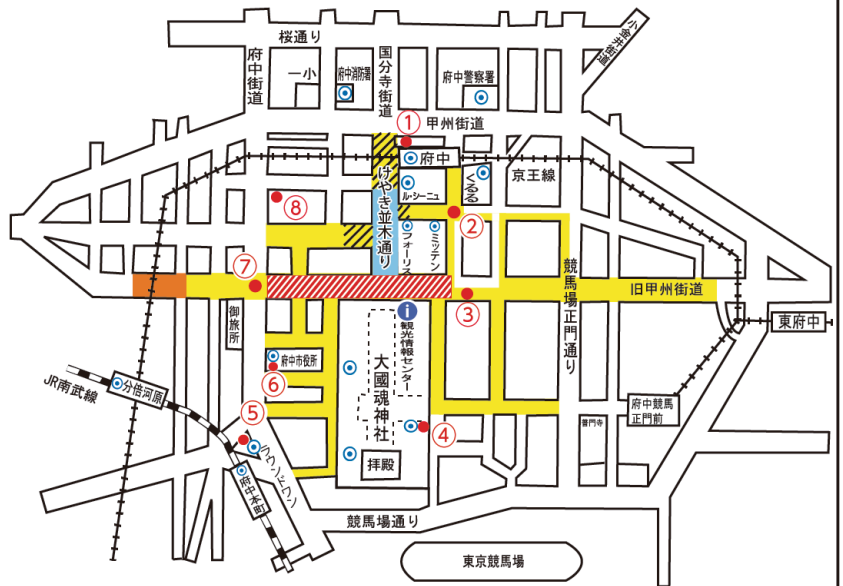 桜通り
小金井街道
府中街道
一小
府中消防署
国分寺街道
府中警察署
①
甲州街道
府中
けやき並木通り
くるる
京王線
ル・シーニュ
⑧
②
フォーリス
ミッテン
競馬場正門通り
⑦
旧甲州街道
③
御旅所
i
観光情報センター
東府中
府中市役所
⑥
大國魂神社
JR南武線
分倍河原
⑤
④
府中競馬
正門前
普門寺
ラウンドワン
拝殿
府中本町
競馬場通り
東京競馬場